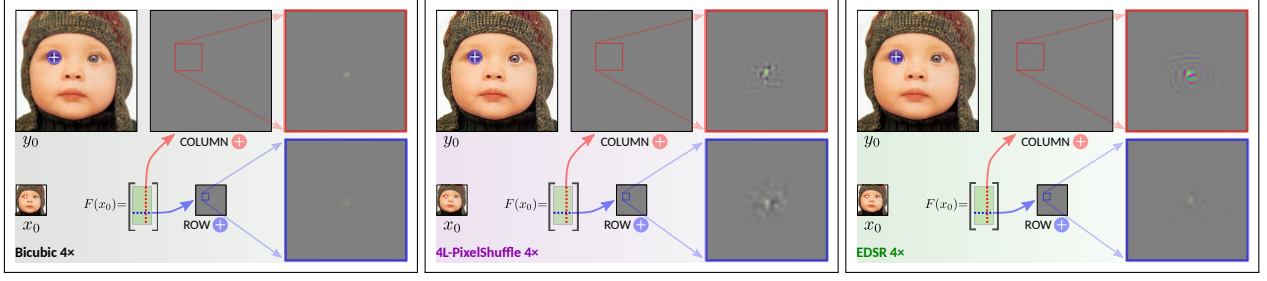 y₀
COLUMN
F(x₀)=
x₀
ROW
Bicubic 4×
y₀
COLUMN
F(x₀)=
x₀
ROW
4L-PixelShuffle 4×
y₀
COLUMN
F(x₀)=
x₀
ROW
EDSR 4×